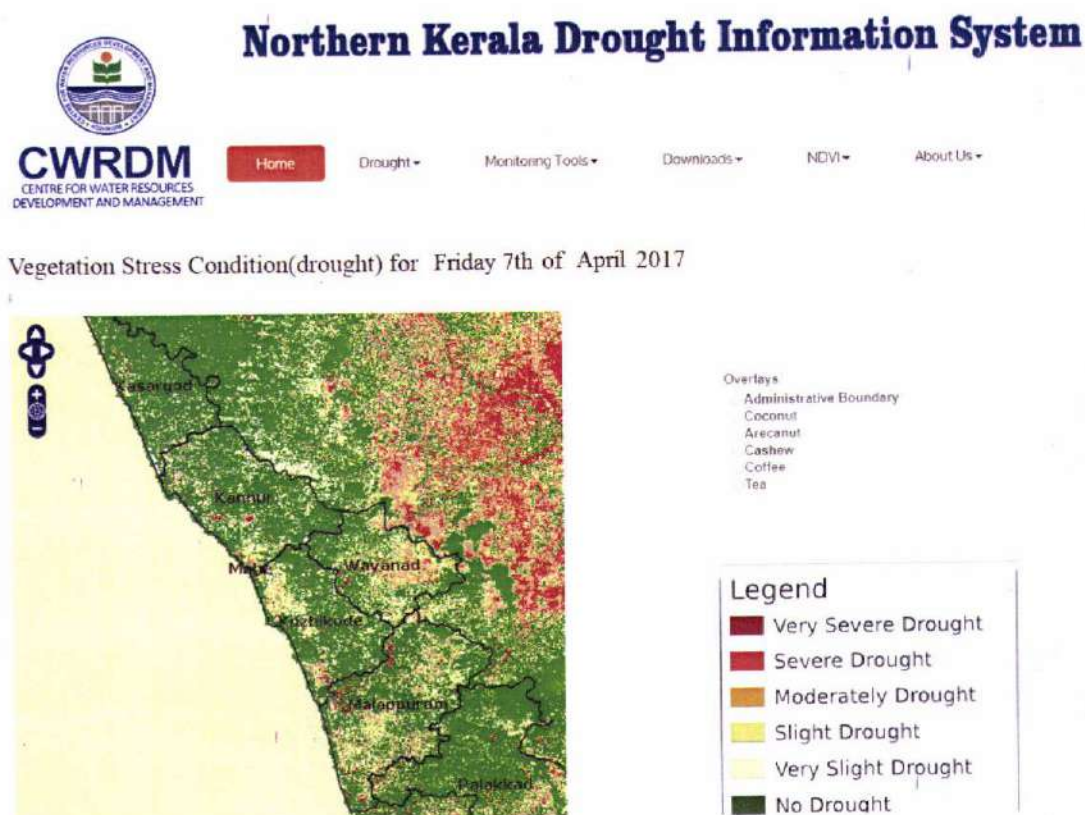 Northern Kerala Drought Information System
CWRDM
CENTRE FOR WATER RESOURCES
DEVELOPMENT AND MANAGEMENT
Home
Drought
Monitoring Tools
Downloads
NDVI
About Us
Vegetation Stress Condition(drought) for Friday 7th of April 2017
Kasargod
Kannur
Mahe
Wayanad
Kozhikode
Malappuram
Palakkad
Overlays
Administrative Boundary
Coconut
Arecanut
Cashew
Coffee
Tea
Legend
Very Severe Drought
Severe Drought
Moderately Drought
Slight Drought
Very Slight Drought
No Drought